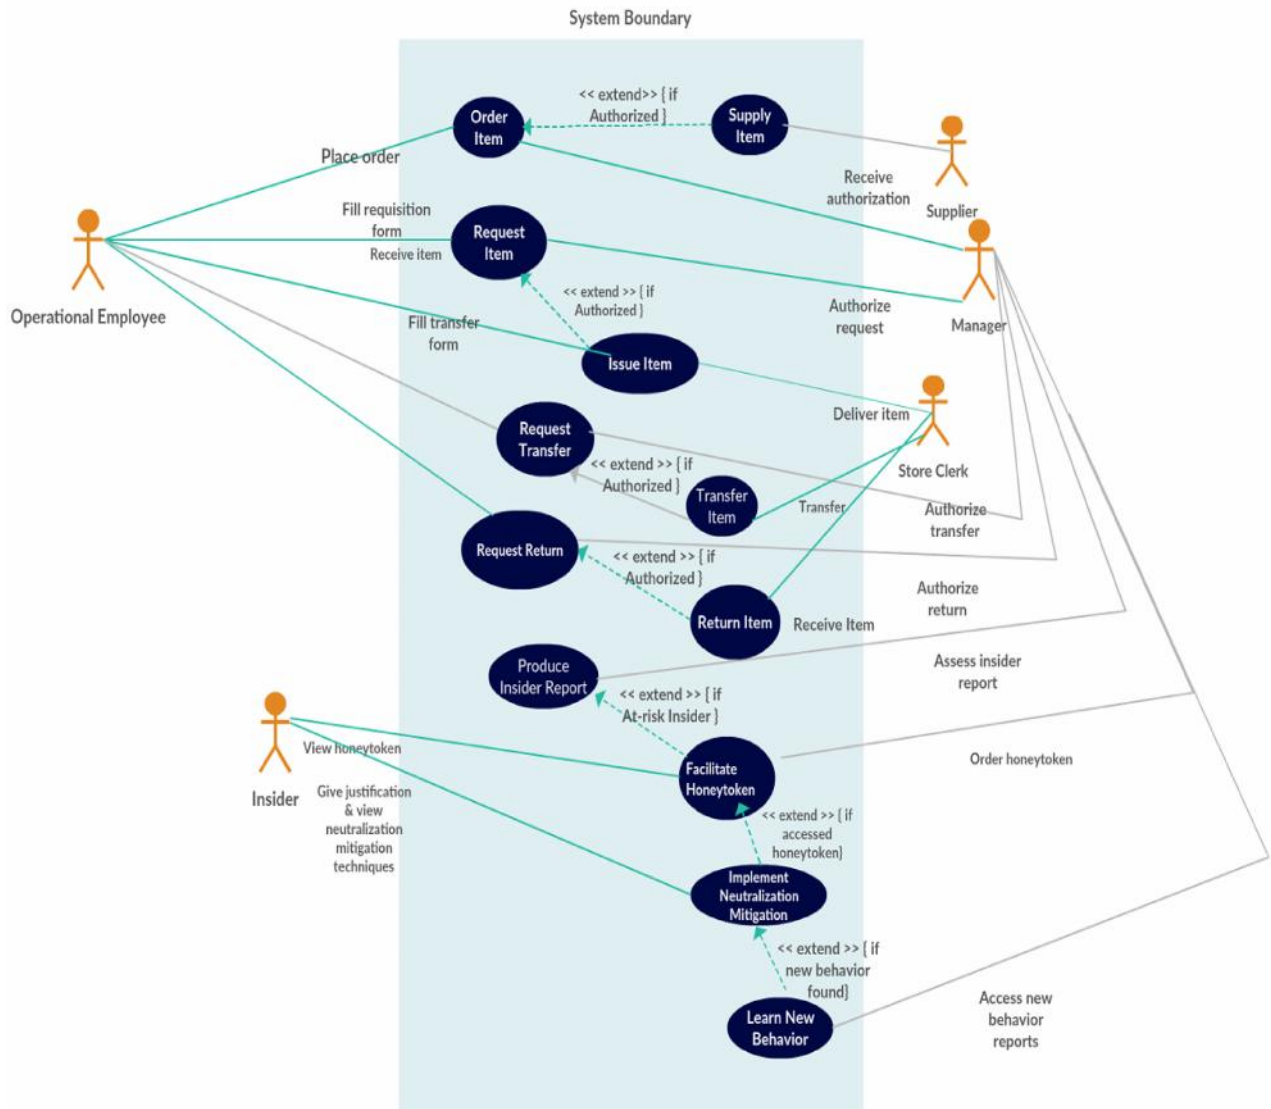 System Boundary
<< extend>> { if
Authorized }
Order
Item
Supply
Item
Place order
Receive
authorization
Supplier
Fill requisition
form
Receive item
Request
Item
<< extend >> { if
Authorized }
Operational Employee
Authorize
request
Manager
Fill transfer
form
Issue Item
Deliver item
Request
Transfer
<< extend >> { if
Authorized }
Store Clerk
Transfer
Item
Transfer
Authorize
transfer
Request Return
<< extend >> { if
Authorized }
Authorize
return
Return Item
Receive Item
Produce
Insider Report
Assess insider
report
<< extend >> { if
At-risk Insider }
View honeytoken
Order honeytoken
Facilitate
Honeytoken
Insider
Give justification
& view
neutralization
mitigation
techniques
<< extend >> { if
accessed
honeytoken}
Implement
Neutralization
Mitigation
<< extend >> { if
new behavior
found}
Access new
behavior
reports
Learn New
Behavior